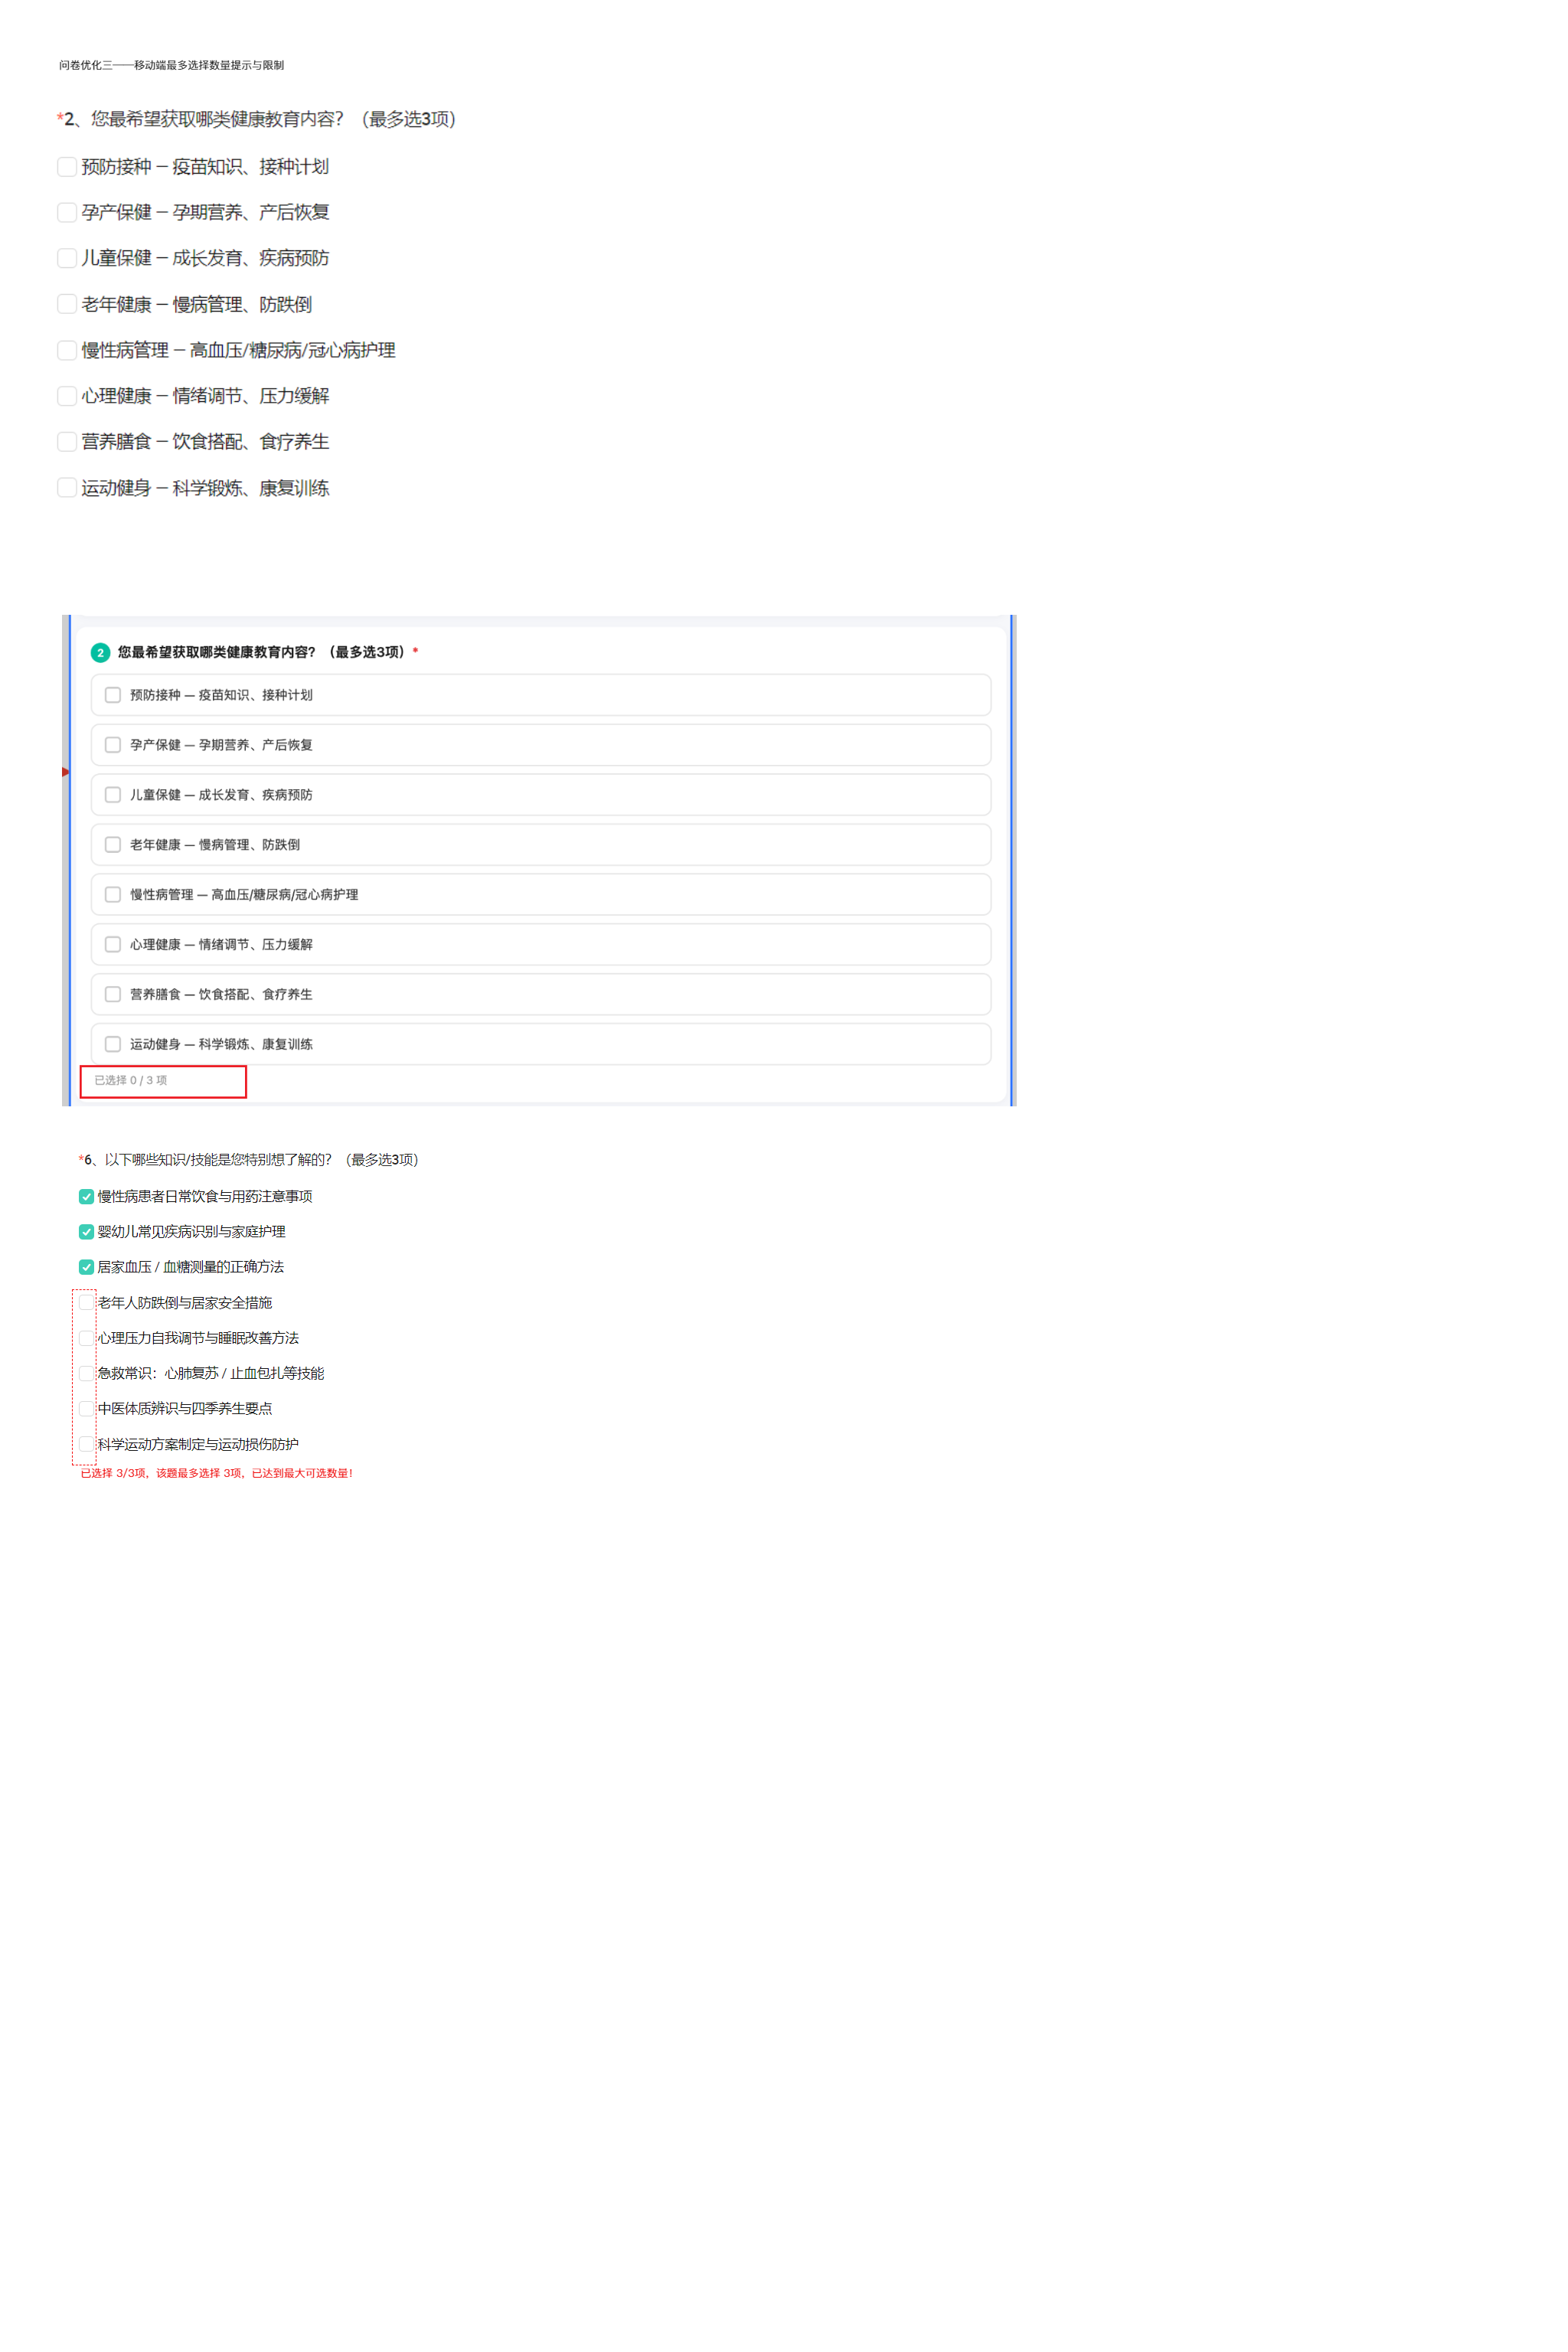 问卷优化三——移动端最多选择数量提示与限制
*2、您最希望获取哪类健康教育内容？（最多选3项）
预防接种 — 疫苗知识、接种计划
孕产保健 — 孕期营养、产后恢复
儿童保健 — 成长发育、疾病预防
老年健康 — 慢病管理、防跌倒
慢性病管理 — 高血压/糖尿病/冠心病护理
心理健康 — 情绪调节、压力缓解
营养膳食 — 饮食搭配、食疗养生
运动健身 — 科学锻炼、康复训练
2 您最希望获取哪类健康教育内容？（最多选3项）*
预防接种 — 疫苗知识、接种计划
孕产保健 — 孕期营养、产后恢复
儿童保健 — 成长发育、疾病预防
老年健康 — 慢病管理、防跌倒
慢性病管理 — 高血压/糖尿病/冠心病护理
心理健康 — 情绪调节、压力缓解
营养膳食 — 饮食搭配、食疗养生
运动健身 — 科学锻炼、康复训练
已选择 0 / 3 项
*6、以下哪些知识/技能是您特别想了解的？（最多选3项）
慢性病患者日常饮食与用药注意事项
婴幼儿常见疾病识别与家庭护理
居家血压 / 血糖测量的正确方法
老年人防跌倒与居家安全措施
心理压力自我调节与睡眠改善方法
急救常识：心肺复苏 / 止血包扎等技能
中医体质辨识与四季养生要点
科学运动方案制定与运动损伤防护
已选择 3/3项，该题最多选择 3项，已达到最大可选数量！